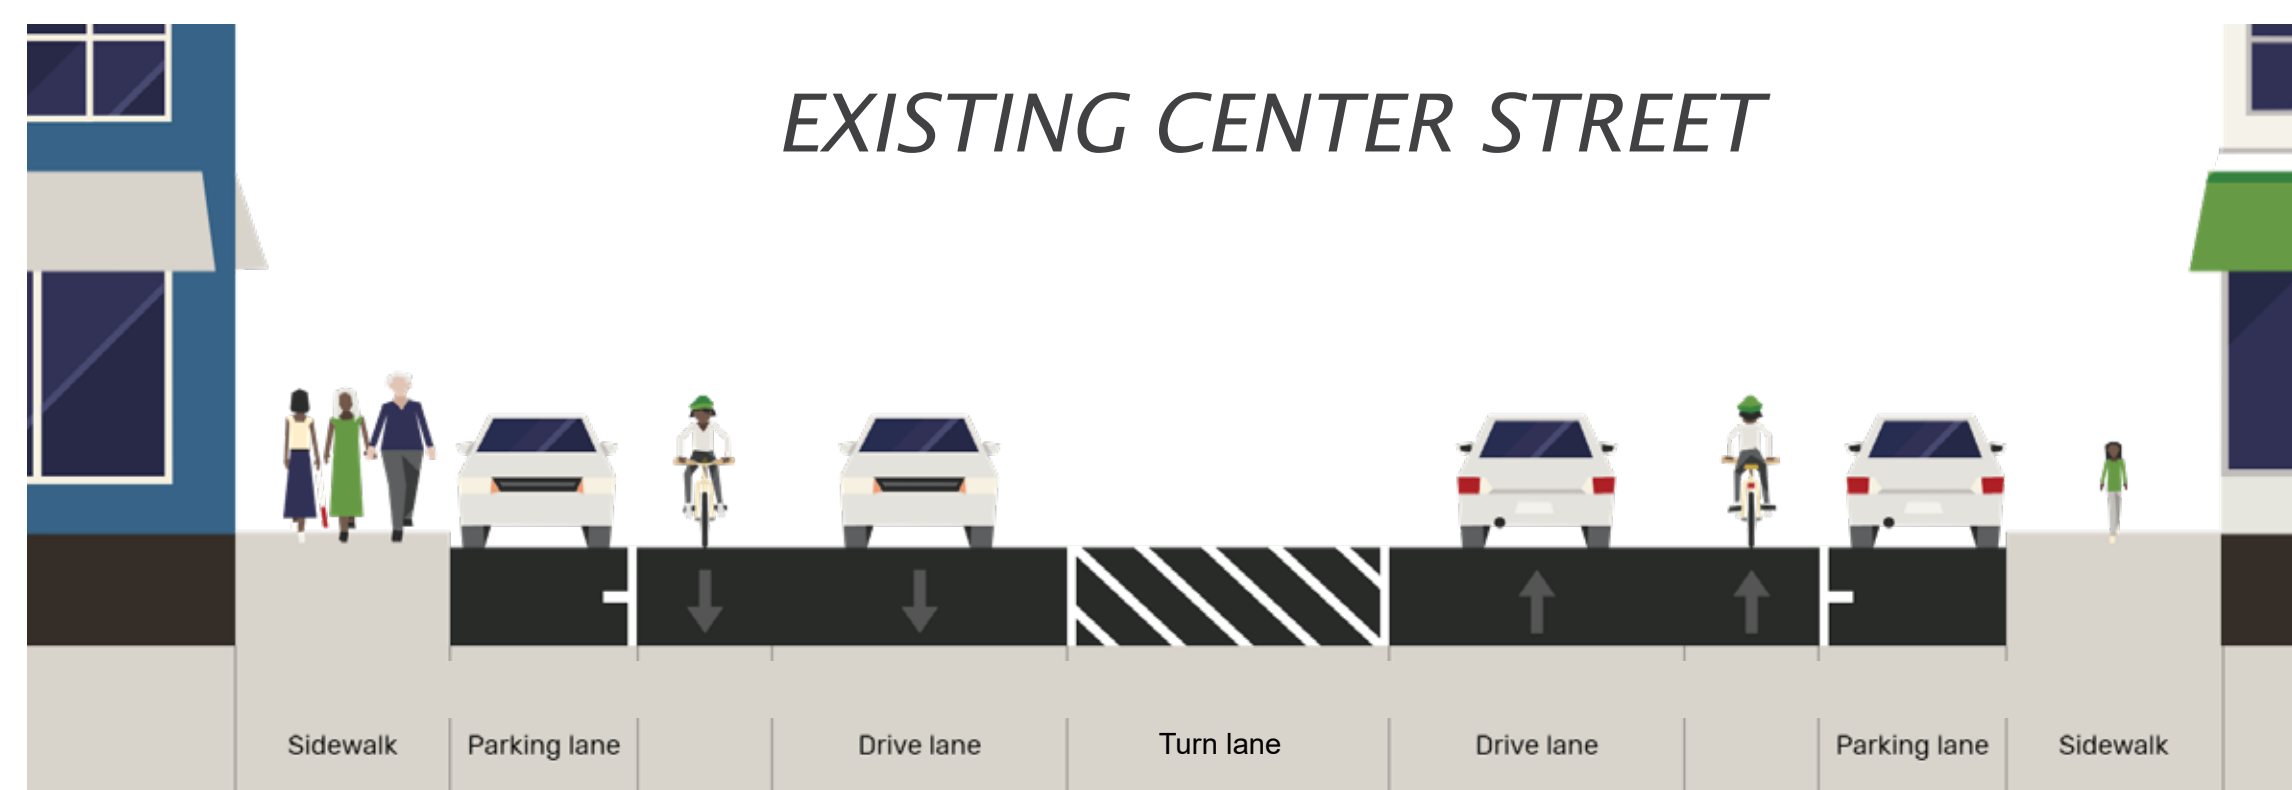 EXISTING CENTER STREET
Sidewalk
Parking lane
Drive lane
Turn lane
Drive lane
Parking lane
Sidewalk